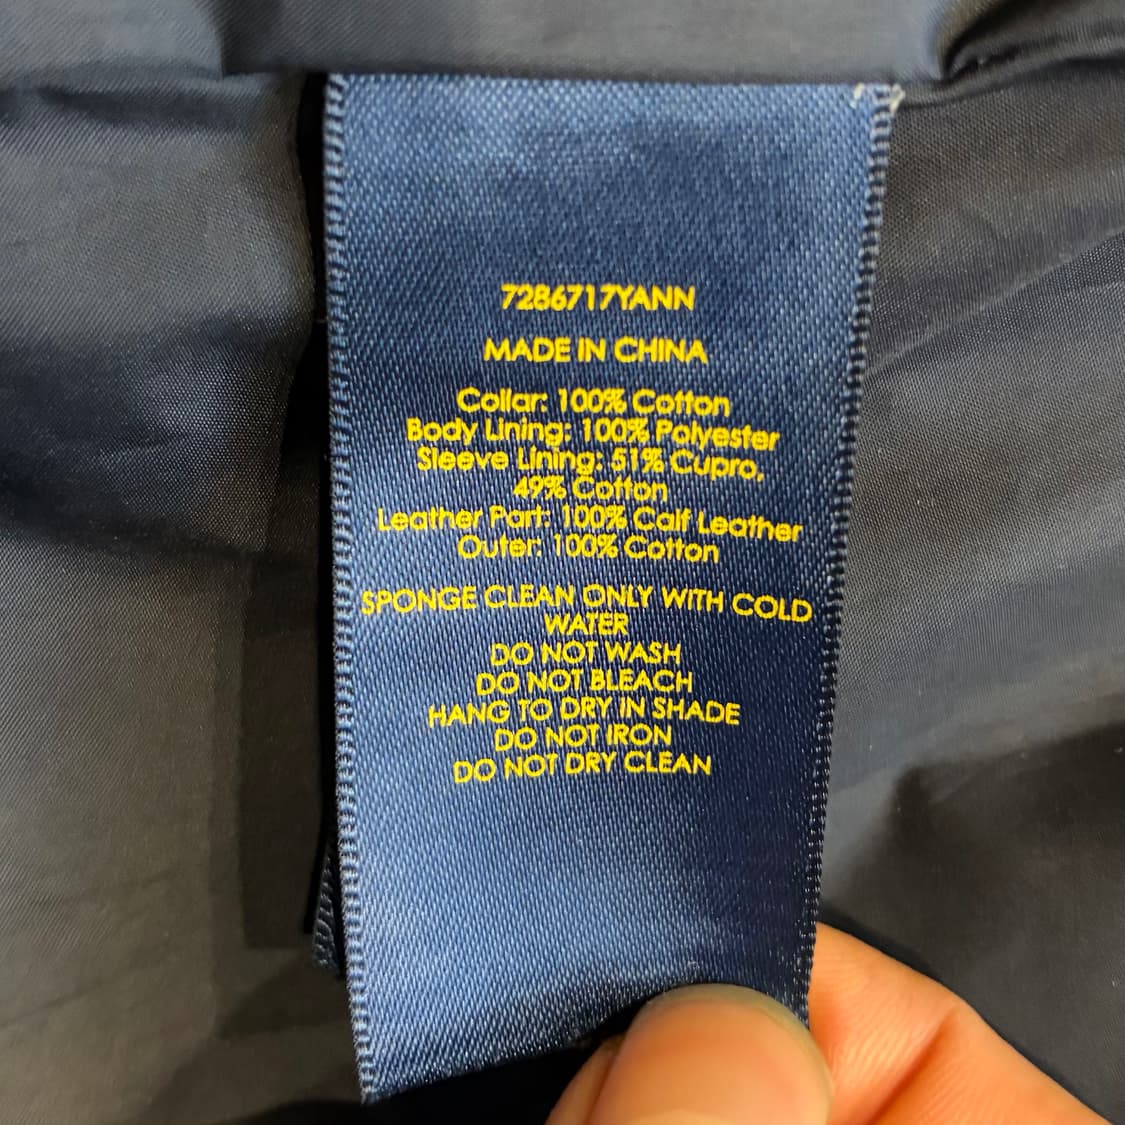 7286717YANN
MADE IN CHINA
Collar: 100% Cotton
Body Lining: 100% Polyester
Sleeve Lining: 51% Cupro,
49% Cotton
Leather Part: 100% Calf Leather
Outer: 100% Cotton
SPONGE CLEAN ONLY WITH COLD
WATER
DO NOT WASH
DO NOT BLEACH
HANG TO DRY IN SHADE
DO NOT IRON
DO NOT DRY CLEAN